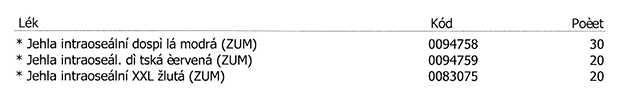 Lék Kód Poèet
* Jehla intraoseální dospì lá modrá (ZUM) 0094758 30
* Jehla intraoseál. dì tská èervená (ZUM) 0094759 20
* Jehla intraoseální XXL žlutá (ZUM) 0083075 20